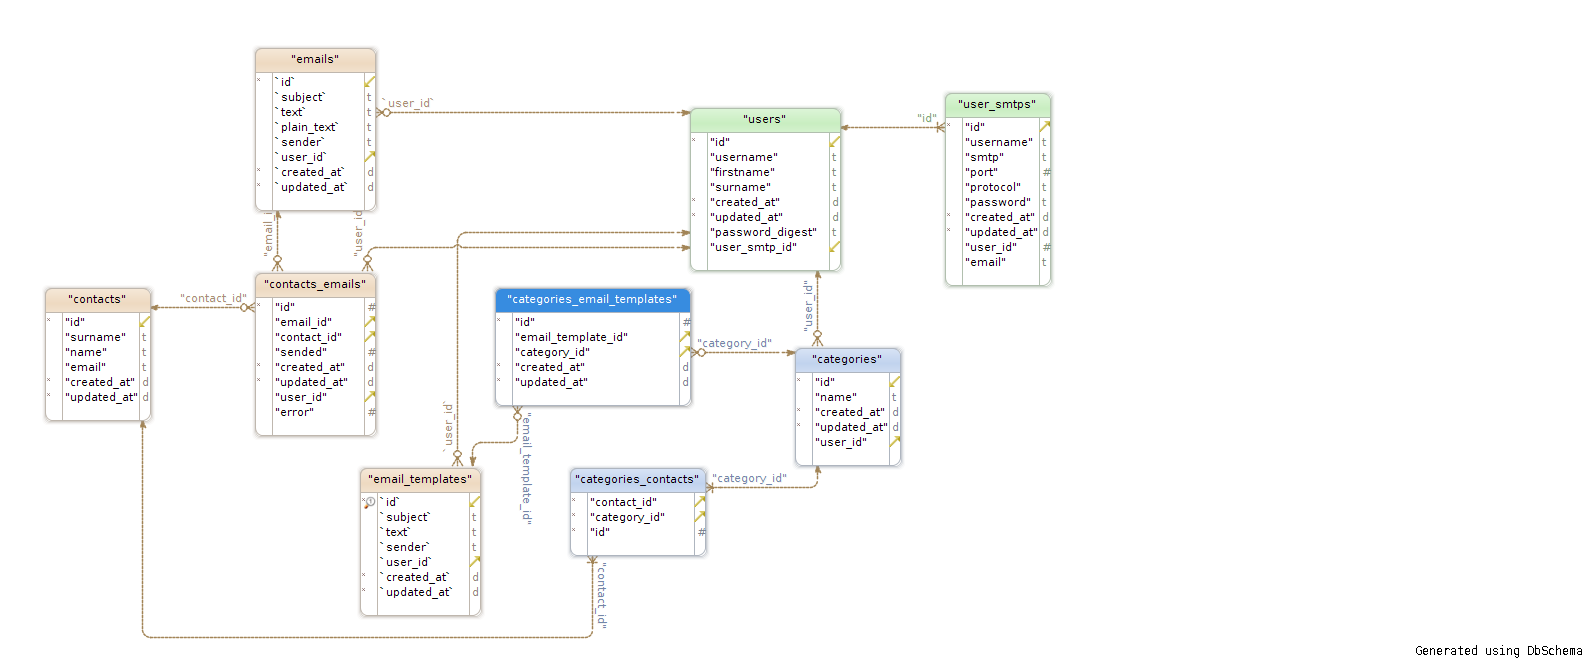 "emails"
`id`
`subject` t
`text` t
`plain_text` t
`sender` t
`user_id`
`created_at` d
`updated_at` d
`user_id`
"users"
"id"
"username" t
"firstname" t
"surname" t
"created_at" d
"updated_at" d
"password_digest" t
"user_smtp_id"
"id"
"user_smtps"
"id"
"username" t
"smtp" t
"port" #
"protocol" t
"password" t
"created_at" d
"updated_at" d
"user_id" #
"email" t
"contacts"
"id"
"surname" t
"name" t
"email" t
"created_at" d
"updated_at" d
"contact_id"
"contacts_emails"
"id" #
"email_id"
"contact_id"
"sended" #
"created_at" d
"updated_at" d
"user_id"
"error" #
"categories_email_templates"
"id" #
"email_template_id"
"category_id"
"created_at" d
"updated_at" d
"category_id"
"user_id"
"categories"
"id"
"name" t
"created_at" d
"updated_at" d
"user_id"
`user_id`
"email_template_id"
"email_templates"
`id`
`subject` t
`text` t
`sender` t
`user_id`
`created_at` d
`updated_at` d
"categories_contacts"
"contact_id"
"category_id"
"id" #
"category_id"
"contact_id"
Generated using DbSchema